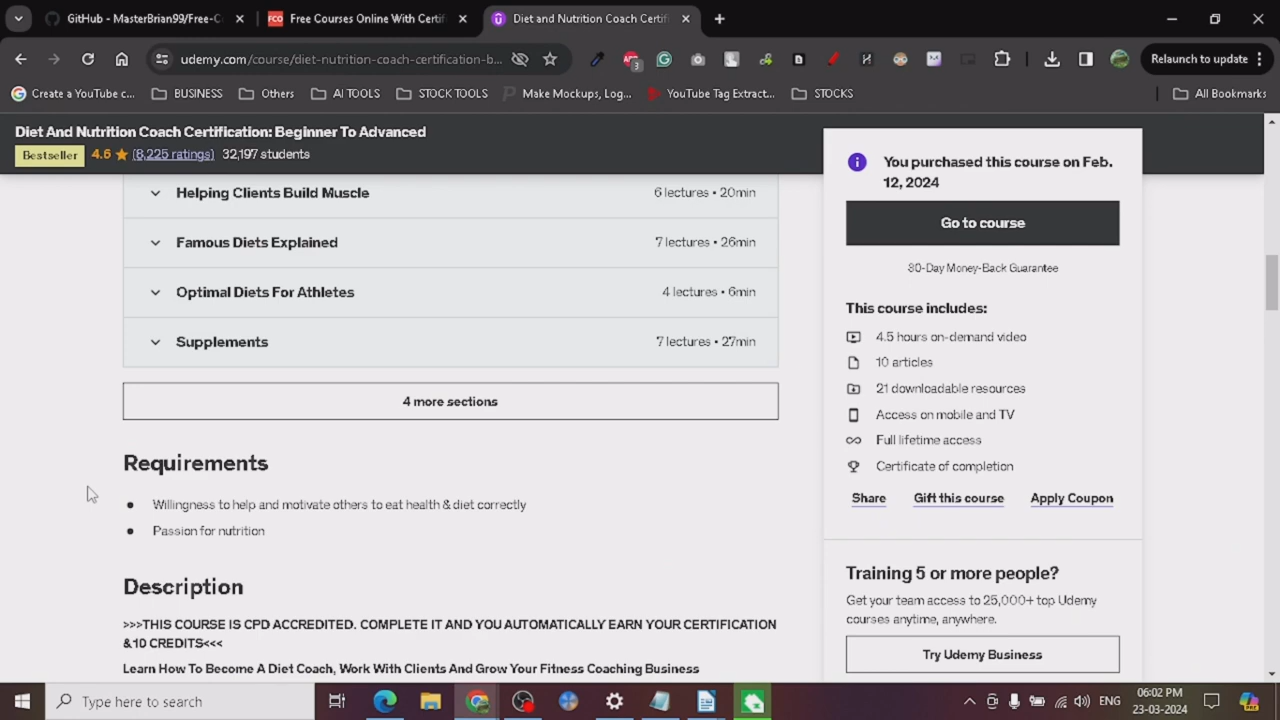 GitHub - MasterBrian99/Free-C
FCO
Free Courses Online With Certif
Diet and Nutrition Coach Certifi
udemy.com/course/diet-nutrition-coach-certification-b...
3
Relaunch to update
Create a YouTube c...
BUSINESS
Others
AI TOOLS
STOCK TOOLS
Make Mockups, Log...
YouTube Tag Extract...
STOCKS
All Bookmarks
Diet And Nutrition Coach Certification: Beginner To Advanced
Bestseller 4.6 (8,225 ratings) 32,197 students
Helping Clients Build Muscle 6 lectures • 20min
Famous Diets Explained 7 lectures • 26min
Optimal Diets For Athletes 4 lectures • 6min
Supplements 7 lectures • 27min
4 more sections
Requirements
Willingness to help and motivate others to eat health & diet correctly
Passion for nutrition
Description
>>>THIS COURSE IS CPD ACCREDITED. COMPLETE IT AND YOU AUTOMATICALLY EARN YOUR CERTIFICATION
&10 CREDITS<<<
Learn How To Become A Diet Coach, Work With Clients And Grow Your Fitness Coaching Business
You purchased this course on Feb.
12, 2024
Go to course
30-Day Money-Back Guarantee
This course includes:
4.5 hours on-demand video
10 articles
21 downloadable resources
Access on mobile and TV
Full lifetime access
Certificate of completion
Share Gift this course Apply Coupon
Training 5 or more people?
Get your team access to 25,000+ top Udemy
courses anytime, anywhere.
Try Udemy Business
Type here to search
ENG
06:02 PM
23-03-2024